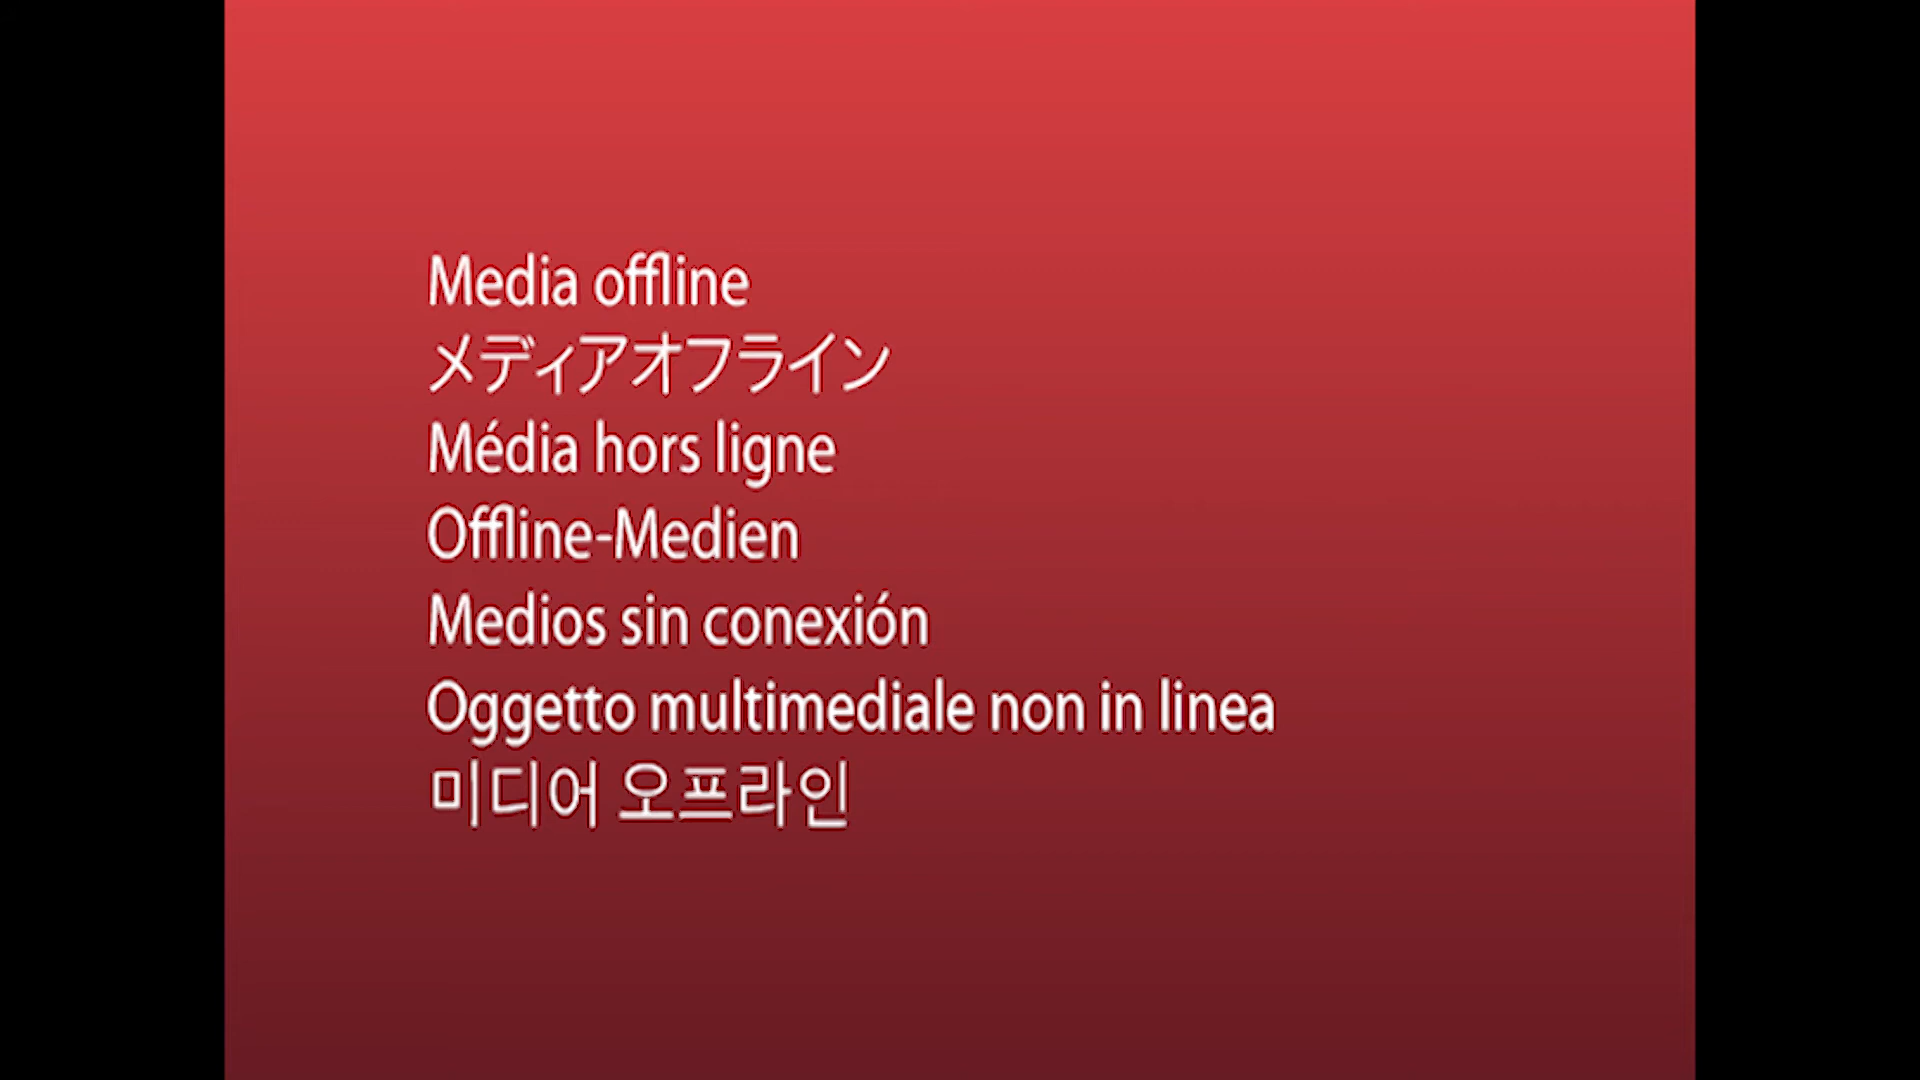 Media offline
メディアオフライン
Média hors ligne
Offline-Medien
Medios sin conexión
Oggetto multimediale non in linea
미디어 오프라인